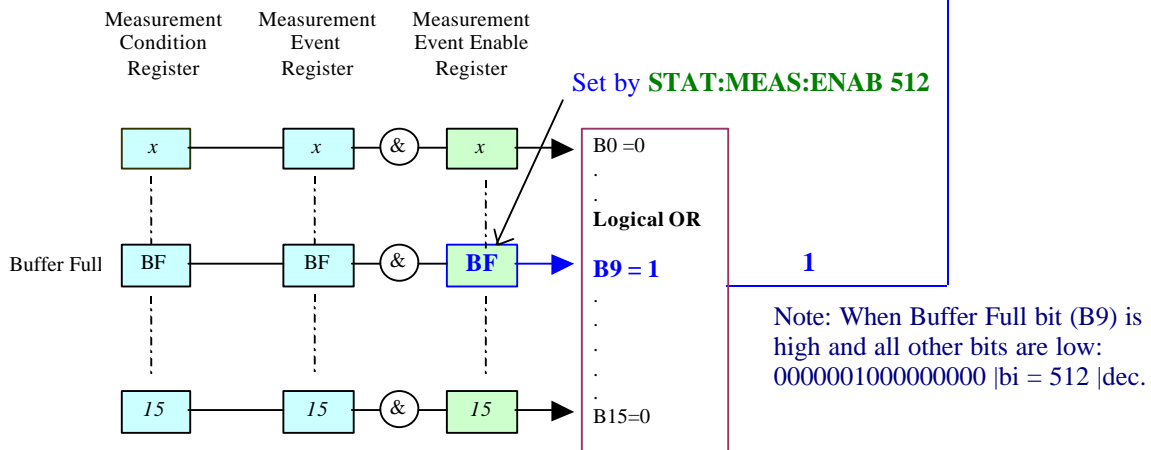 Measurement
Condition
Register
Measurement
Event
Register
Measurement
Event Enable
Register
Set by STAT:MEAS:ENAB 512
x
x
&
x
B0 =0
.
.
Logical OR
Buffer Full
BF
BF
&
BF
B9 = 1
1
.
.
.
.
.
Note: When Buffer Full bit (B9) is
high and all other bits are low:
0000001000000000 |bi = 512 |dec.
15
15
&
15
B15=0